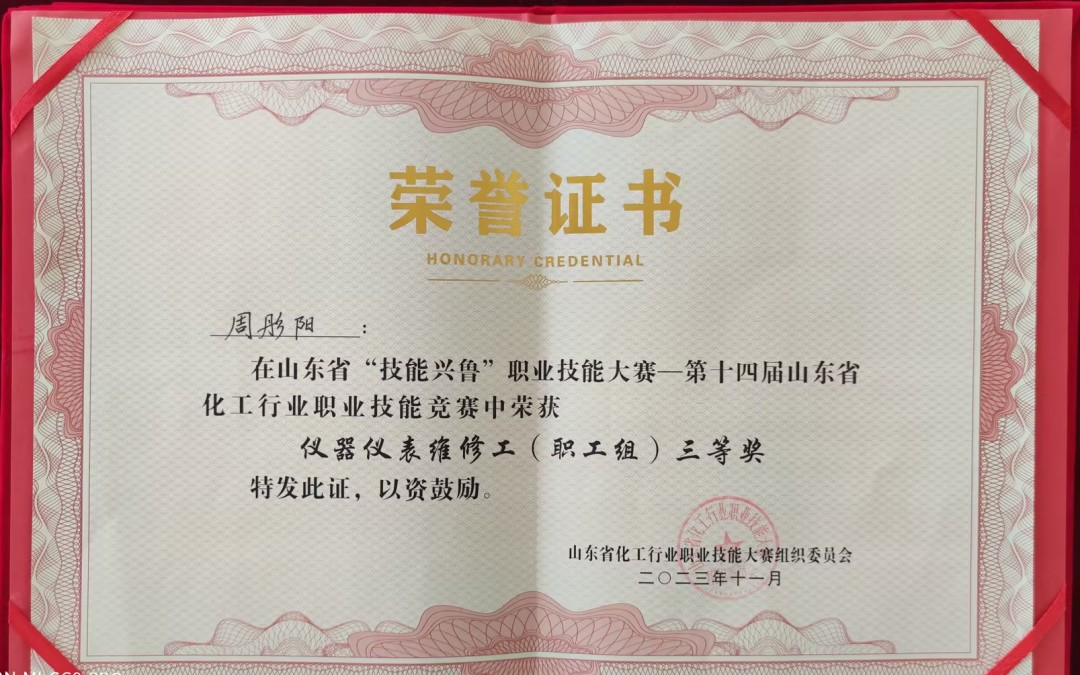 荣誉证书
HONORARY CREDENTIAL
周彤阳：
在山东省“技能兴鲁”职业技能大赛—第十四届山东省
化工行业职业技能竞赛中荣获
仪器仪表维修工（职工组）三等奖
特发此证，以资鼓励。
山东省化工行业职业技能大赛组织委员会
二〇二三年十一月